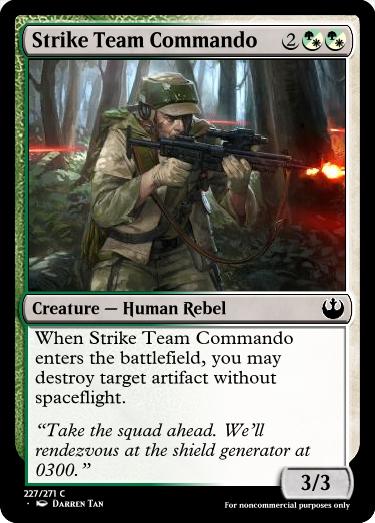 Strike Team Commando 2
Creature — Human Rebel
When Strike Team Commando
enters the battlefield, you may
destroy target artifact without
spaceflight.
“Take the squad ahead. We’ll
rendezvous at the shield generator at
0300.”
3/3
227/271 C
· Darren Tan
For noncommercial purposes only